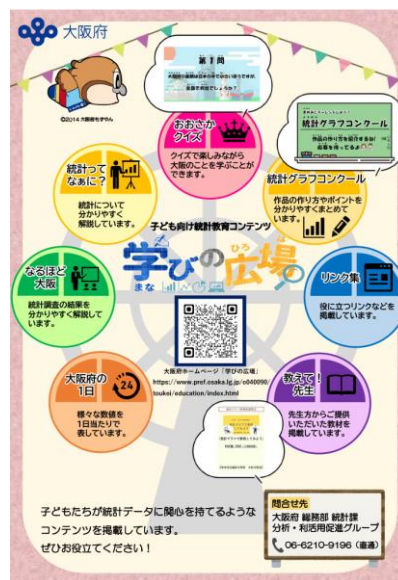 大阪府
©2014 大阪府もずやん
第1問
おおさか
クイズ
クイズで楽しみながら
大阪のことを学ぶことが
できます。
統計グラフコンクール
統計グラフコンクール
作品の作り方やポイントを
分かりやすくまとめて
います。
統計って
なぁに?
統計について
分かりやすく
解説しています。
子ども向け統計教育コンテンツ
学びの広場
まな
ひろ
ば
なるほど
大阪
統計調査の結果を
分かりやすく解説して
います。
リンク集
役に立つリンクなどを
掲載しています。
大阪府ホームページ「学びの広場」
https://www.pref.osaka.lg.jp/o040090/
toukei/education/index.html
大阪府の
1日
24
様々な数値を
1日当たりで
表しています。
教えて!
先生
先生方からご提供
いただいた教材を
掲載しています。
子どもたちが統計データに関心を持てるような
コンテンツを掲載しています。
ぜひお役立てください!
問合せ先
大阪府 総務部 統計課
分析・利活用促進グループ
06-6210-9196(直通)